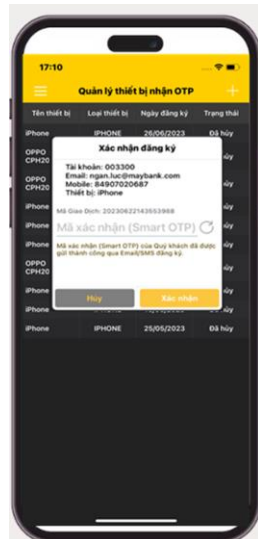 17:10
Quản lý thiết bị nhận OTP
Tên thiết bị Loại thiết bị Ngày đăng ký Trạng thái
iPhone IPHONE 26/06/2023 Đã hủy
OPPO
CPH20
Xác nhận đăng ký
Tài khoản: 003300
Email: ngan.luc@maybank.com
Mobile: 84907020687
Thiết bị: iPhone
Mã Giao Dịch: 20230622143553988
Mã xác nhận (Smart OTP)
Mã xác nhận (Smart OTP) của Quý khách đã được
gửi thành công qua Email/SMS đăng ký.
Hủy Xác nhận
OPPO
CPH20
iPhone
iPhone
OPPO
CPH20
iPhone
iPhone
iPhone IPHONE 25/05/2023 Đã hủy